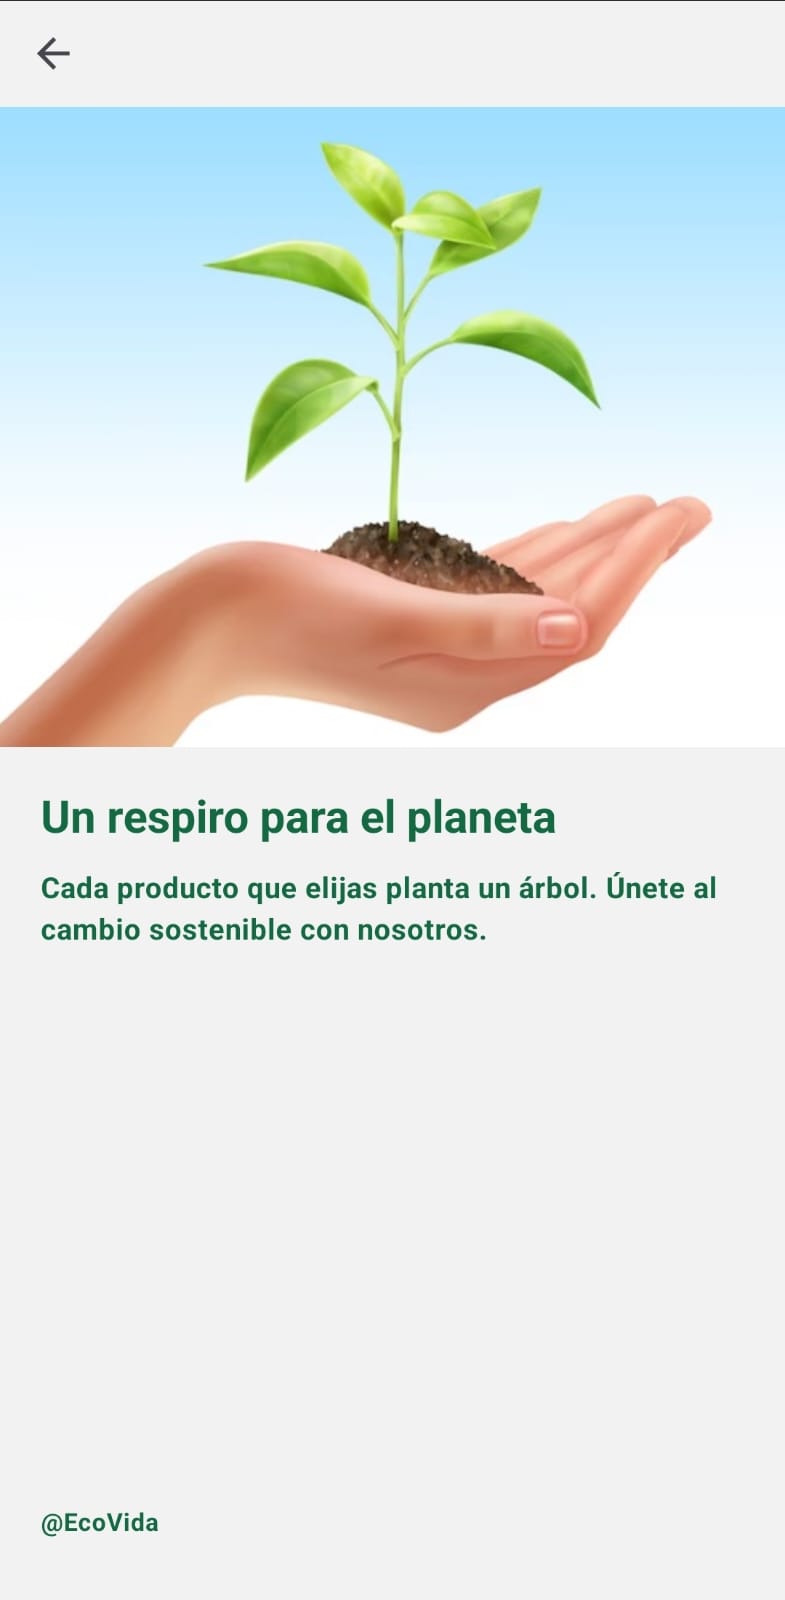 Un respiro para el planeta
Cada producto que elijas planta un árbol. Únete al
cambio sostenible con nosotros.
@EcoVida